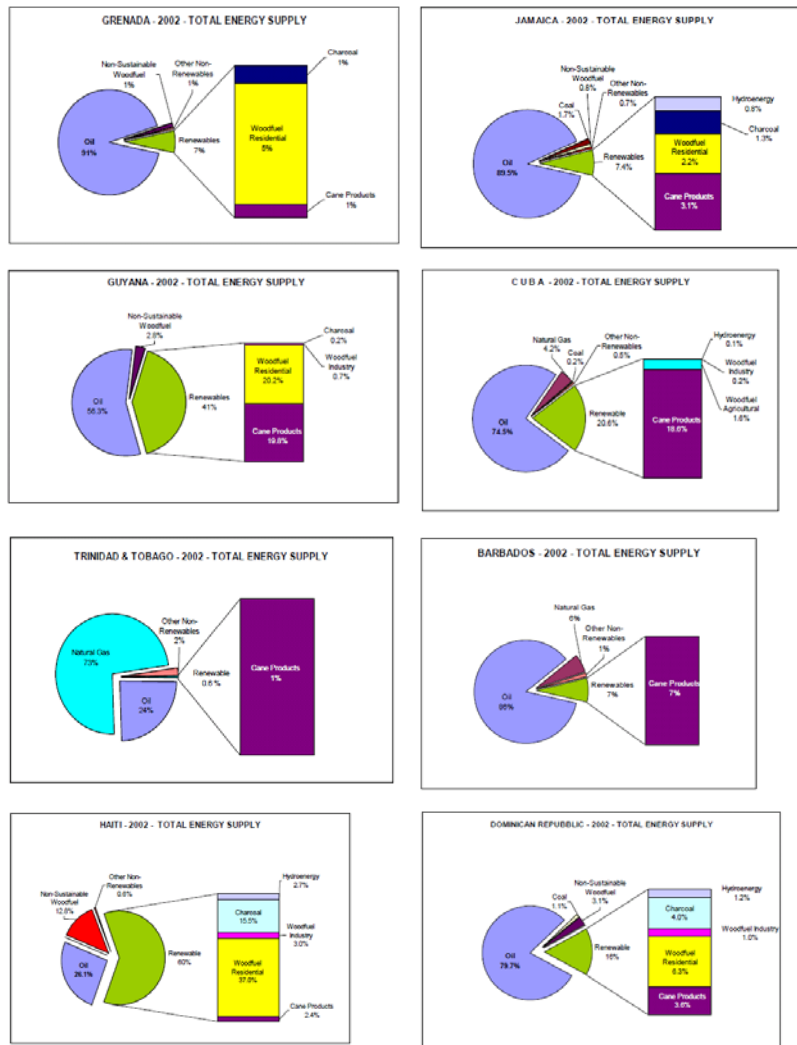 GRENADA - 2002 - TOTAL ENERGY SUPPLY
Non-Sustainable
Woodfuel
1%
Other Non-
Renewables
1%
Oil
91%
Renewables
7%
Charcoal
1%
Woodfuel
Residential
5%
Cane Products
1%
JAMAICA - 2002 - TOTAL ENERGY SUPPLY
Non-Sustainable
Woodfuel
0.8%
Other Non-
Renewables
0.7%
Coal
1.7%
Oil
89.5%
Renewables
7.4%
Hydroenergy
0.8%
Charcoal
1.3%
Woodfuel
Residential
2.2%
Cane Products
3.1%
GUYANA - 2002 - TOTAL ENERGY SUPPLY
Non-Sustainable
Woodfuel
2.8%
Oil
56.3%
Renewables
41%
Charcoal
0.2%
Woodfuel
Residential
20.2%
Woodfuel
Industry
0.7%
Cane Products
19.8%
C U B A - 2002 - TOTAL ENERGY SUPPLY
Natural Gas
4.2%
Coal
0.2%
Other Non-
Renewables
0.5%
Oil
74.5%
Renewable
20.6%
Hydroenergy
0.1%
Woodfuel
Industry
0.2%
Woodfuel
Agricultural
1.6%
Cane Products
18.6%
TRINIDAD & TOBAGO - 2002 - TOTAL ENERGY SUPPLY
Other Non-
Renewables
2%
Natural Gas
73%
Renewable
0.6 %
Oil
24%
Cane Products
1%
BARBADOS - 2002 - TOTAL ENERGY SUPPLY
Natural Gas
6%
Other Non-
Renewables
1%
Oil
86%
Renewables
7%
Cane Products
7%
HAITI - 2002 - TOTAL ENERGY SUPPLY
Other Non-
Renewables
0.6%
Non-Sustainable
Woodfuel
12.8%
Oil
26.1%
Renewable
60%
Hydroenergy
2.7%
Charcoal
15.5%
Woodfuel
Industry
3.0%
Woodfuel
Residential
37.0%
Cane Products
2.4%
DOMINICAN REPUBBLIC - 2002 - TOTAL ENERGY SUPPLY
Non-Sustainable
Woodfuel
3.1%
Coal
1.1%
Oil
79.7%
Renewable
16%
Hydroenergy
1.2%
Charcoal
4.0%
Woodfuel Industry
1.0%
Woodfuel
Residential
6.3%
Cane Products
3.6%